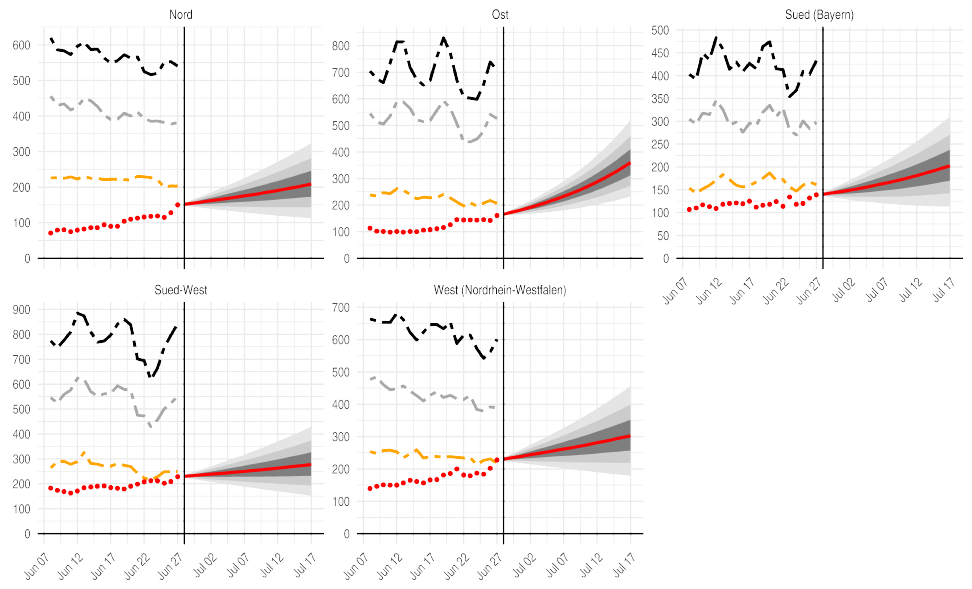 Nord
600
500
400
300
200
100
0
Ost
800
700
600
500
400
300
200
100
0
Sued (Bayern)
500
450
400
350
300
250
200
150
100
50
0
Jun 07
Jun 12
Jun 17
Jun 22
Jun 27
Jul 02
Jul 07
Jul 12
Jul 17
Sued-West
900
800
700
600
500
400
300
200
100
0
Jun 07
Jun 12
Jun 17
Jun 22
Jun 27
Jul 02
Jul 07
Jul 12
Jul 17
West (Nordrhein-Westfalen)
700
600
500
400
300
200
100
0
Jun 07
Jun 12
Jun 17
Jun 22
Jun 27
Jul 02
Jul 07
Jul 12
Jul 17